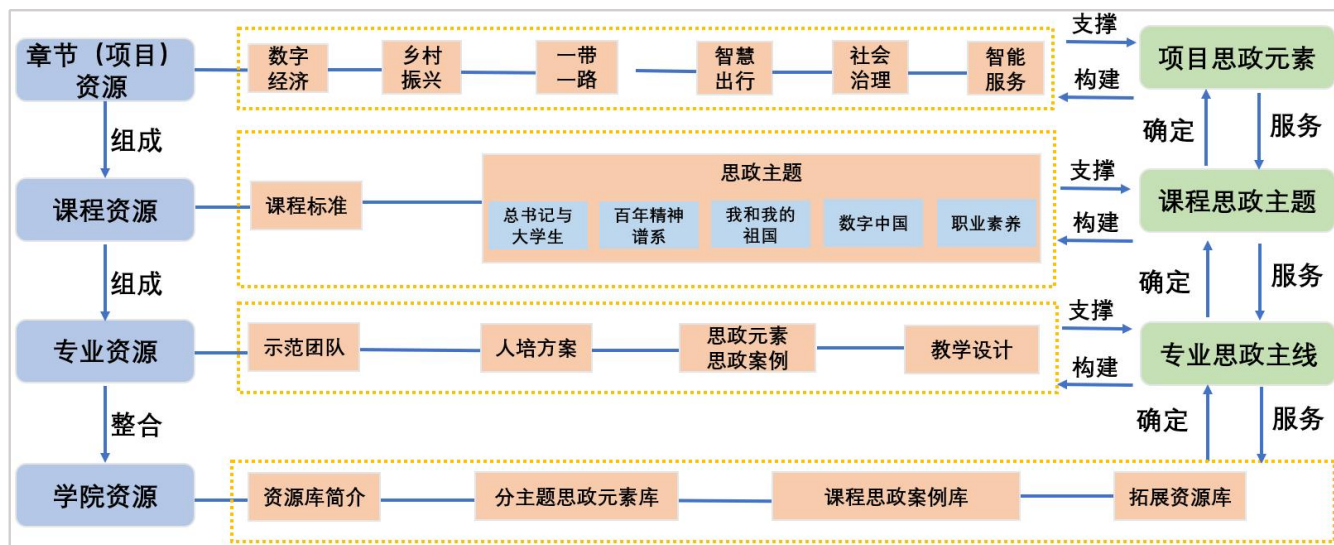 章节（项目）
资源
数字
经济
乡村
振兴
一带
一路
智慧
出行
社会
治理
智能
服务
支撑
构建
项目思政元素
组成
确定
服务
课程资源
课程标准
思政主题
总书记与
大学生
百年精神
谱系
我和我的
祖国
数字中国
职业素养
支撑
构建
课程思政主题
组成
确定
服务
专业资源
示范团队
人培方案
思政元素
思政案例
教学设计
支撑
构建
专业思政主线
整合
确定
服务
学院资源
资源库简介
分主题思政元素库
课程思政案例库
拓展资源库